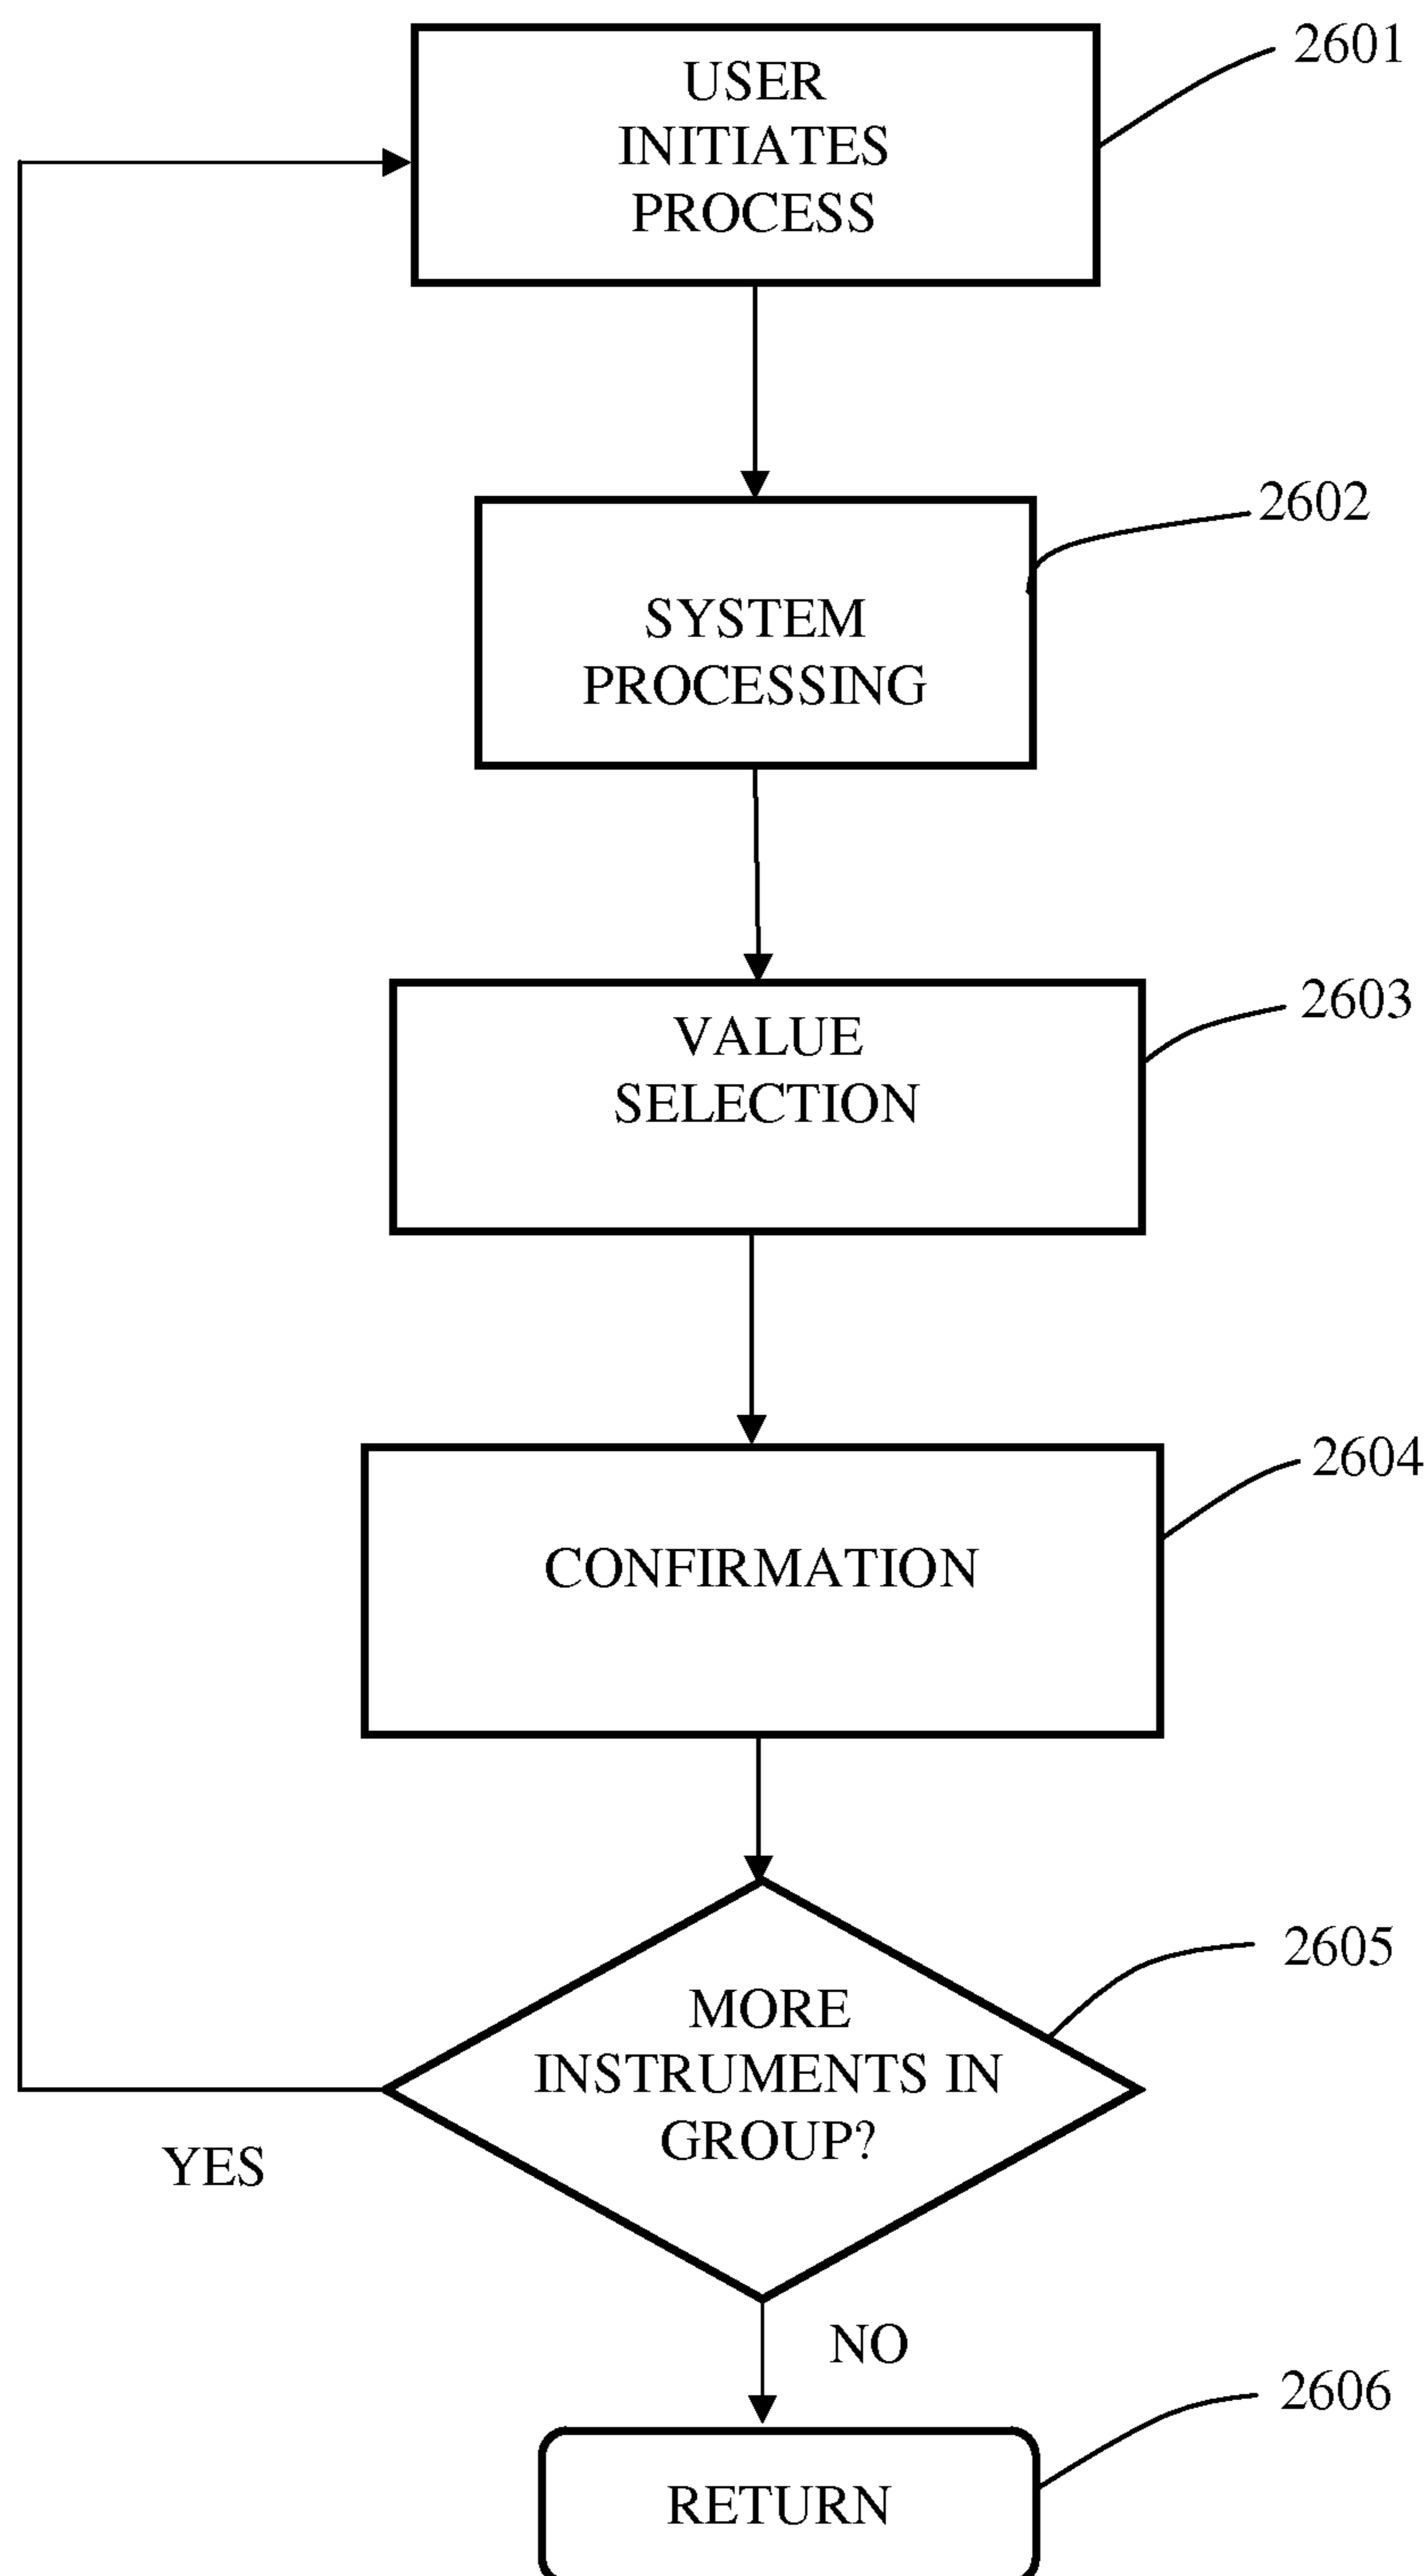 USER
INITIATES
PROCESS
2601
SYSTEM
PROCESSING
2602
VALUE
SELECTION
2603
CONFIRMATION
2604
MORE
INSTRUMENTS IN
GROUP?
2605
YES
NO
RETURN
2606